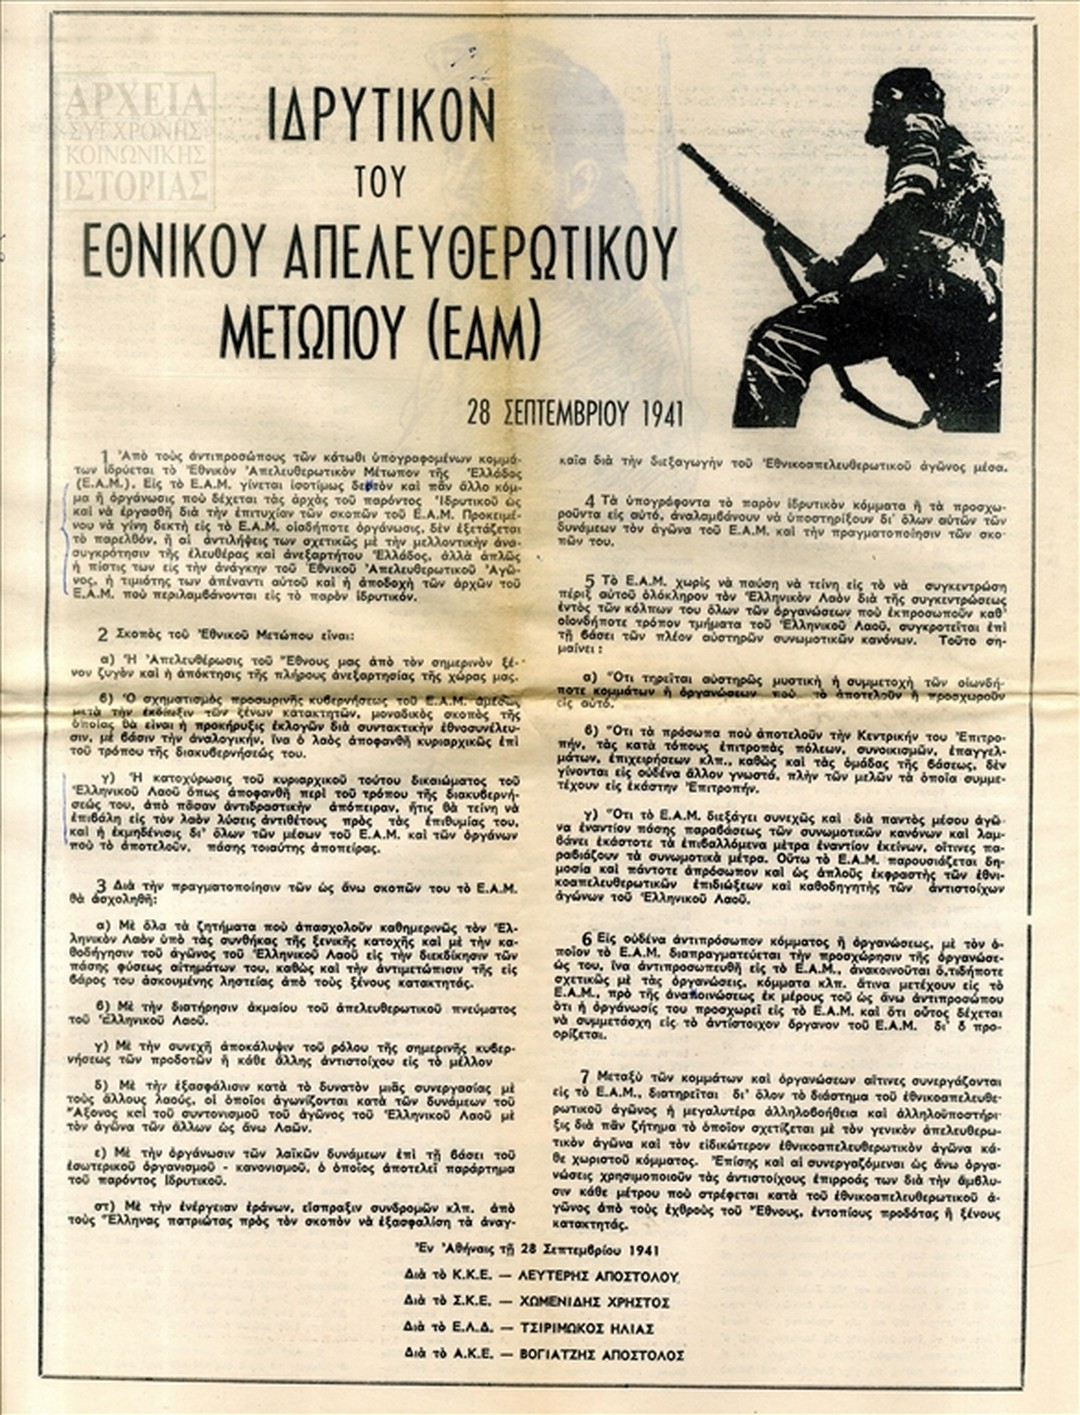 ΑΡΧΕΙΑ
ΣΥΓΧΡΟΝΗΣ
ΚΟΙΝΩΝΙΚΗΣ
ΙΣΤΟΡΙΑΣ
ΙΔΡΥΤΙΚΟΝ
ΤΟΥ
ΕΘΝΙΚΟΥ ΑΠΕΛΕΥΘΕΡΩΤΙΚΟΥ
ΜΕΤΩΠΟΥ (ΕΑΜ)
28 ΣΕΠΤΕΜΒΡΙΟΥ 1941
1 Ἀπὸ τοὺς ἀντιπροσώπους τῶν κάτωθι ὑπογραφομένων κομμά-
των ἱδρύεται τὸ Ἐθνικὸν Ἀπελευθερωτικὸν Μέτωπον τῆς Ἑλλάδος
(Ε.Α.Μ.). Εἰς τὸ Ε.Α.Μ. γίνεται ἰσοτίμως δεκτὸν καὶ πᾶν ἄλλο κόμ-
μα ἢ ὀργάνωσις ποὺ δέχεται τὰς ἀρχὰς τοῦ παρόντος Ἱδρυτικοῦ ὡς
καὶ νὰ ἐργασθῆ διὰ τὴν ἐπιτυχίαν τῶν σκοπῶν τοῦ Ε.Α.Μ. Προκειμέ-
νου νὰ γίνη δεκτὴ εἰς τὸ Ε.Α.Μ. οἱαδήποτε ὀργάνωσις, δὲν ἐξετάζεται
τὸ παρελθόν, ἢ αἱ ἀντιλήψεις των σχετικῶς μὲ τὴν μελλοντικὴν ἀνα-
συγκρότησιν τῆς ἐλευθέρας καὶ ἀνεξαρτήτου Ἑλλάδος, ἀλλὰ ἁπλῶς
ἡ πίστις των εἰς τὴν ἀνάγκην τοῦ Ἐθνικοῦ Ἀπελευθερωτικοῦ Ἀγῶ-
νος, ἡ τιμιότης των ἀπέναντι αὐτοῦ καὶ ἡ ἀποδοχὴ τῶν ἀρχῶν τοῦ
Ε.Α.Μ. ποὺ περιλαμβάνονται εἰς τὸ παρὸν ἱδρυτικόν.
2 Σκοπὸς τοῦ Ἐθνικοῦ Μετώπου εἶναι:
α) Ἡ Ἀπελευθέρωσις τοῦ Ἔθνους μας ἀπὸ τὸν σημερινὸν ξέ-
νον ζυγὸν καὶ ἡ ἀπόκτησις τῆς πλήρους ἀνεξαρτησίας τῆς χώρας μας.
β) Ὁ σχηματισμὸς προσωρινῆς κυβερνήσεως τοῦ Ε.Α.Μ. ἀμέσως
μετὰ τὴν ἐκδίωξιν τῶν ξένων κατακτητῶν, μοναδικὸς σκοπὸς τῆς
ὁποίας θὰ εἶναι ἡ προκήρυξις ἐκλογῶν διὰ συντακτικὴν ἐθνοσυνέλευ-
σιν, μὲ βάσιν τὴν ἀναλογικήν, ἵνα ὁ λαὸς ἀποφανθῆ κυριαρχικῶς ἐπὶ
τοῦ τρόπου τῆς διακυβερνήσεώς του.
γ) Ἡ κατοχύρωσις τοῦ κυριαρχικοῦ τούτου δικαιώματος τοῦ
Ἑλληνικοῦ Λαοῦ ὅπως ἀποφανθῆ περὶ τοῦ τρόπου τῆς διακυβερνή-
σεώς του, ἀπὸ πᾶσαν ἀντιδραστικὴν ἀπόπειραν, ἥτις θὰ τείνη νὰ
ἐπιβάλη εἰς τὸν λαὸν λύσεις ἀντιθέτους πρὸς τὰς ἐπιθυμίας του,
καὶ ἡ ἐκμηδένισις δι' ὅλων τῶν μέσων τοῦ Ε.Α.Μ. καὶ τῶν ὀργάνων
ποὺ τὸ ἀποτελοῦν, πάσης τοιαύτης ἀποπείρας.
3 Διὰ τὴν πραγματοποίησιν τῶν ὡς ἄνω σκοπῶν του τὸ Ε.Α.Μ.
θὰ ἀσχοληθῆ:
α) Μὲ ὅλα τὰ ζητήματα ποὺ ἀπασχολοῦν καθημερινῶς τὸν Ἑλ-
ληνικὸν Λαὸν ὑπὸ τὰς συνθήκας τῆς ξενικῆς κατοχῆς καὶ μὲ τὴν κα-
θοδήγησιν τοῦ ἀγῶνος τοῦ Ἑλληνικοῦ Λαοῦ εἰς τὴν διεκδίκησιν τῶν
πάσης φύσεως αἰτημάτων του, καθὼς καὶ τὴν ἀντιμετώπισιν τῆς εἰς
βάρος του ἀσκουμένης ληστείας ἀπὸ τοὺς ξένους κατακτητάς.
β) Μὲ τὴν διατήρησιν ἀκμαίου τοῦ ἀπελευθερωτικοῦ πνεύματος
τοῦ Ἑλληνικοῦ Λαοῦ.
γ) Μὲ τὴν συνεχῆ ἀποκάλυψιν τοῦ ρόλου τῆς σημερινῆς κυβερ-
νήσεως τῶν προδοτῶν ἢ κάθε ἄλλης ἀντιστοίχου εἰς τὸ μέλλον
δ) Μὲ τὴν ἐξασφάλισιν κατὰ τὸ δυνατὸν μιᾶς συνεργασίας μὲ
τοὺς ἄλλους λαούς, οἱ ὁποῖοι ἀγωνίζονται κατὰ τῶν δυνάμεων τοῦ
Ἄξονος καὶ τοῦ συντονισμοῦ τοῦ ἀγῶνος τοῦ Ἑλληνικοῦ Λαοῦ μὲ
τὸν ἀγῶνα τῶν ἄλλων ὡς ἄνω Λαῶν.
ε) Μὲ τὴν ὀργάνωσιν τῶν λαϊκῶν δυνάμεων ἐπὶ τῇ βάσει τοῦ
ἐσωτερικοῦ ὀργανισμοῦ - κανονισμοῦ, ὁ ὁποῖος ἀποτελεῖ παράρτημα
τοῦ παρόντος Ἱδρυτικοῦ.
στ) Μὲ τὴν ἐνέργειαν ἐράνων, εἴσπραξιν συνδρομῶν κλπ. ἀπὸ
τοὺς Ἕλληνας πατριώτας πρὸς τὸν σκοπὸν νὰ ἐξασφαλίση τὰ ἀναγ-
καῖα διὰ τὴν διεξαγωγὴν τοῦ Ἐθνικοαπελευθερωτικοῦ ἀγῶνος μέσα.
4 Τὰ ὑπογράφοντα τὸ παρὸν ἱδρυτικὸν κόμματα ἢ τὰ προσχω-
ροῦντα εἰς αὐτό, ἀναλαμβάνουν νὰ ὑποστηρίξουν δι' ὅλων αὐτῶν τῶν
δυνάμεων τὸν ἀγῶνα τοῦ Ε.Α.Μ καὶ τὴν πραγματοποίησιν τῶν σκο-
πῶν του.
5 Τὸ Ε.Α.Μ. χωρὶς νὰ παύση νὰ τείνη εἰς τὸ νὰ συγκεντρώση
πέριξ αὐτοῦ ὁλόκληρον τὸν Ἑλληνικὸν Λαὸν διὰ τῆς συγκεντρώσεως
ἐντὸς τῶν κόλπων του ὅλων τῶν ὀργανώσεων ποὺ ἐκπροσωποῦν καθ'
οἱονδήποτε τρόπον τμήματα τοῦ Ἑλληνικοῦ Λαοῦ, συγκροτεῖται ἐπὶ
τῇ βάσει τῶν πλέον αὐστηρῶν συνωμοτικῶν κανόνων. Τοῦτο ση-
μαίνει :
α) Ὅτι τηρεῖται αὐστηρῶς μυστικὴ ἡ συμμετοχὴ τῶν οἱωνδή-
ποτε κομμάτων ἢ ὀργανώσεων ποὺ τὸ ἀποτελοῦν ἢ προσχωροῦν
εἰς αὐτό.
β) Ὅτι τὰ πρόσωπα ποὺ ἀποτελοῦν τὴν Κεντρικήν του Ἐπιτρο-
πήν, τὰς κατὰ τόπους ἐπιτροπὰς πόλεων, συνοικισμῶν, ἐπαγγελ-
μάτων, ἐπιχειρήσεων κλπ., καθὼς καὶ τὰς ὁμάδας τῆς βάσεως, δὲν
γίνονται εἰς οὐδένα ἄλλον γνωστά, πλὴν τῶν μελῶν τὰ ὁποῖα συμμε-
τέχουν εἰς ἑκάστην Ἐπιτροπήν.
γ) Ὅτι τὸ Ε.Α.Μ. διεξάγει συνεχῶς καὶ διὰ παντὸς μέσου ἀγῶ-
να ἐναντίον πάσης παραβάσεως τῶν συνωμοτικῶν κανόνων καὶ λαμ-
βάνει ἑκάστοτε τὰ ἐπιβαλλόμενα μέτρα ἐναντίον ἐκείνων, οἵτινες πα-
ραβιάζουν τὰ συνωμοτικὰ μέτρα. Οὕτω τὸ Ε.Α.Μ. παρουσιάζεται δη-
μοσία καὶ πάντοτε ἀπρόσωπον καὶ ὡς ἁπλοῦς ἐκφραστὴς τῶν ἐθνι-
κοαπελευθερωτικῶν ἐπιδιώξεων καὶ καθοδηγητὴς τῶν ἀντιστοίχων
ἀγώνων τοῦ Ἑλληνικοῦ Λαοῦ.
6 Εἰς οὐδένα ἀντιπρόσωπον κόμματος ἢ ὀργανώσεως, μὲ τὸν ὁ-
ποῖον τὸ Ε.Α.Μ. διαπραγματεύεται τὴν προσχώρησιν τῆς ὀργανώσε-
ώς του, ἵνα ἀντιπροσωπευθῆ εἰς τὸ Ε.Α.Μ., ἀνακοινοῦται ὅ,τιδήποτε
σχετικῶς μὲ τὰς ὀργανώσεις, κόμματα κλπ. ἅτινα μετέχουν εἰς τὸ
Ε.Α.Μ., πρὸ τῆς ἀνακοινώσεως ἐκ μέρους τοῦ ὡς ἄνω ἀντιπροσώπου
ὅτι ἡ ὀργάνωσίς του προσχωρεῖ εἰς τὸ Ε.Α.Μ. καὶ ὅτι οὗτος δέχεται
νὰ συμμετάσχη εἰς τὸ ἀντίστοιχον ὄργανον τοῦ Ε.Α.Μ. δι' ὃ προ-
ορίζεται.
7 Μεταξὺ τῶν κομμάτων καὶ ὀργανώσεων αἵτινες συνεργάζονται
εἰς τὸ Ε.Α.Μ., διατηρεῖται δι' ὅλον τὸ διάστημα τοῦ ἐθνικοαπελευθε-
ρωτικοῦ ἀγῶνος ἡ μεγαλυτέρα ἀλληλοβοήθεια καὶ ἀλληλοϋποστήρι-
ξις διὰ πᾶν ζήτημα τὸ ὁποῖον σχετίζεται μὲ τὸν γενικὸν ἀπελευθερω-
τικὸν ἀγῶνα καὶ τὸν εἰδικώτερον ἐθνικοαπελευθερωτικὸν ἀγῶνα κά-
θε χωριστοῦ κόμματος. Ἐπίσης καὶ αἱ συνεργαζόμεναι ὡς ἄνω ὀργα-
νώσεις χρησιμοποιοῦν τὰς ἀντιστοίχους ἐπιρροάς των διὰ τὴν ἄμβλυ-
σιν κάθε μέτρου ποὺ στρέφεται κατὰ τοῦ ἐθνικοαπελευθερωτικοῦ ἀ-
γῶνος ἀπὸ τοὺς ἐχθροὺς τοῦ Ἔθνους, ἐντοπίους προδότας ἢ ξένους
κατακτητάς.
Ἐν Ἀθήναις τῇ 28 Σεπτεμβρίου 1941
Διὰ τὸ Κ.Κ.Ε. — ΛΕΥΤΕΡΗΣ ΑΠΟΣΤΟΛΟΥ
Διὰ τὸ Σ.Κ.Ε. — ΧΩΜΕΝΙΔΗΣ ΧΡΗΣΤΟΣ
Διὰ τὸ Ε.Λ.Δ. — ΤΣΙΡΙΜΩΚΟΣ ΗΛΙΑΣ
Διὰ τὸ Α.Κ.Ε. — ΒΟΓΙΑΤΖΗΣ ΑΠΟΣΤΟΛΟΣ